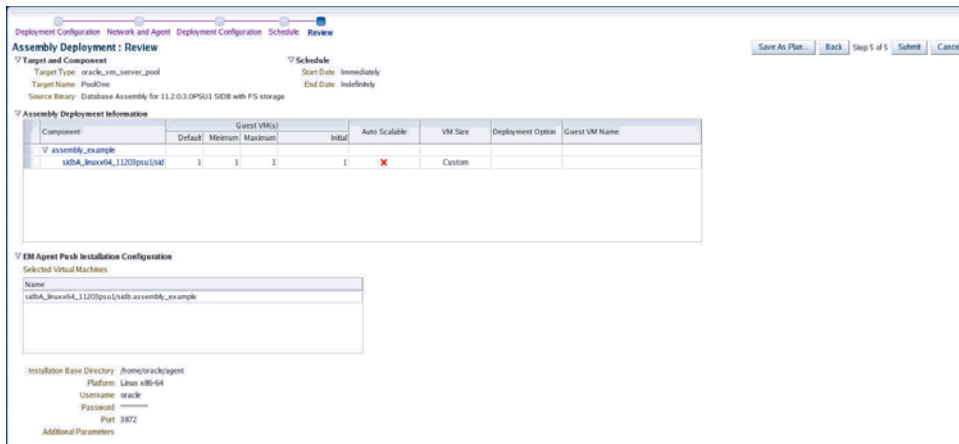 Deployment Configuration Network and Agent Deployment Configuration Schedule Review
Assembly Deployment : Review
Save As Plan... Back Step 5 of 5 Submit Cance
Target and Component
Target Type oracle_vm_server_pool
Target Name PoolOne
Source Binary Database Assembly for 11.2.0.3.0PSU1 SIDB with FS storage
Schedule
Start Date Immediately
End Date Indefinitely
Assembly Deployment Information
Component Guest VM(s) Auto Scalable VM Size Deployment Option Guest VM Name
Default Minimum Maximum Initial
assembly_example
sidbA_linuxx64_11203psu1/sid 1 1 1 1 Custom
EM Agent Push Installation Configuration
Selected Virtual Machines
Name
sidbA_linuxx64_11203psu1/sidb:assembly_example
Installation Base Directory /home/oracle/agent
Platform Linux x86-64
Username oracle
Password **********
Port 3872
Additional Parameters